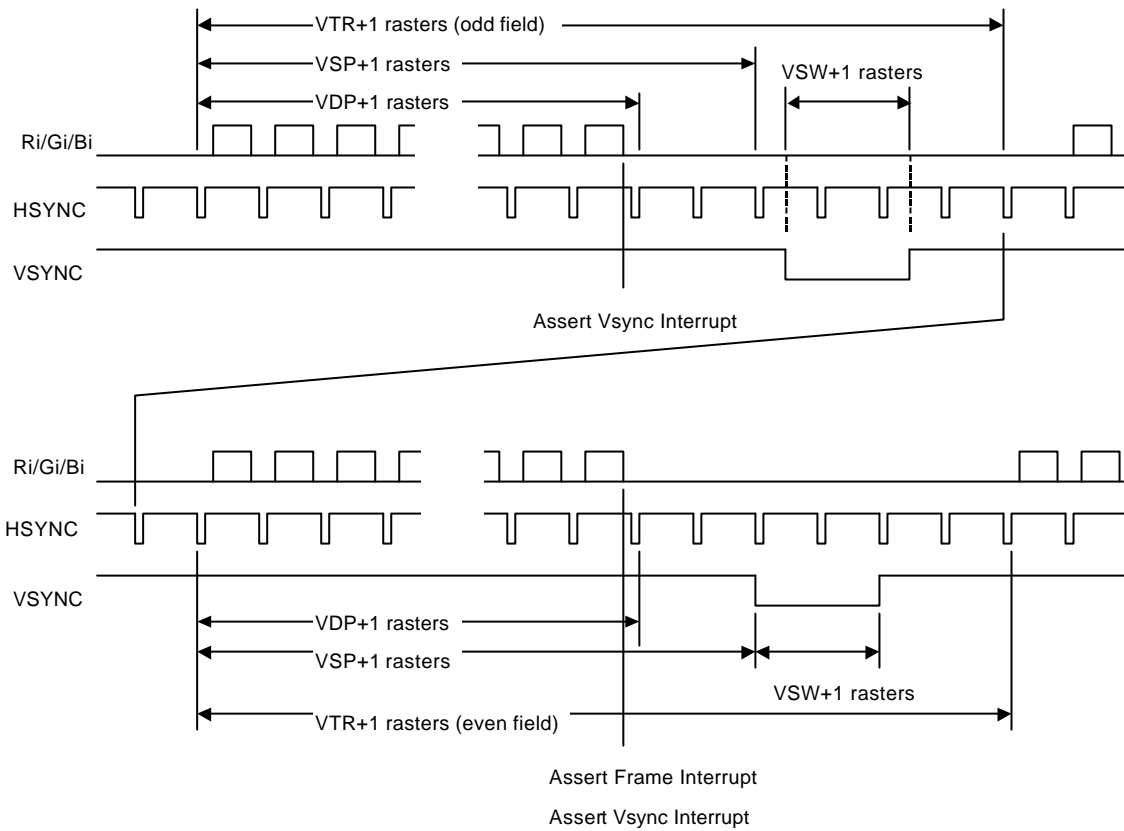 VTR+1 rasters (odd field)
VSP+1 rasters
VSW+1 rasters
VDP+1 rasters
Ri/Gi/Bi
HSYNC
VSYNC
Assert Vsync Interrupt
Ri/Gi/Bi
HSYNC
VSYNC
VDP+1 rasters
VSP+1 rasters
VSW+1 rasters
VTR+1 rasters (even field)
Assert Frame Interrupt
Assert Vsync Interrupt